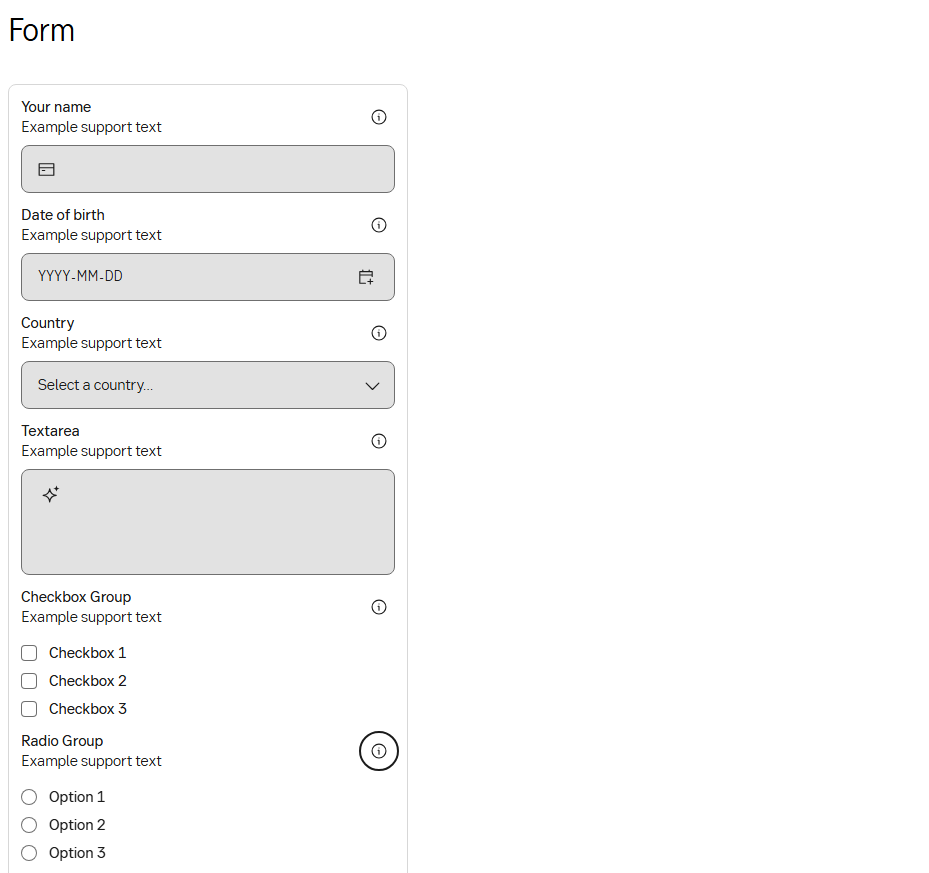 Form
Your name
Example support text
Date of birth
Example support text
YYYY-MM-DD
Country
Example support text
Select a country...
Textarea
Example support text
Checkbox Group
Example support text
Checkbox 1
Checkbox 2
Checkbox 3
Radio Group
Example support text
Option 1
Option 2
Option 3